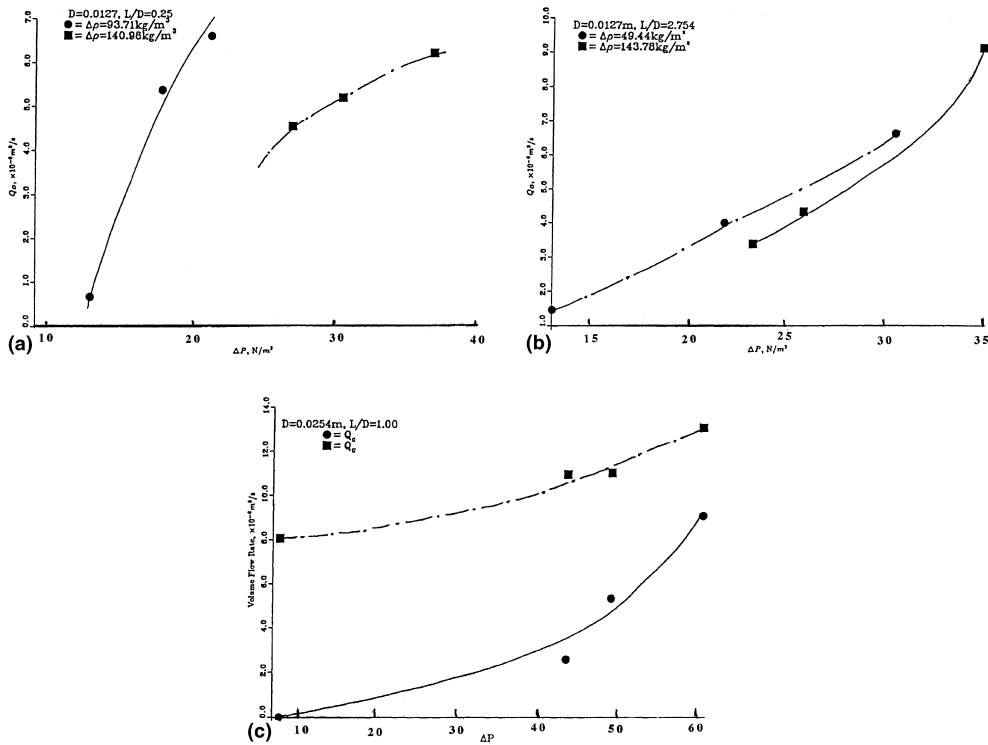 D=0.0127, L/D=0.25
● = Δρ=93.71kg/m³
■ = Δρ=140.98kg/m³
7.0
6.0
5.0
4.0
3.0
2.0
1.0
0.0
Q₀, ×10⁻⁶m³/s
10
20
30
40
ΔP, N/m²
(a)
D=0.0127m, L/D=2.754
● = Δρ=49.44kg/m³
■ = Δρ=143.78kg/m³
10.0
9.0
8.0
7.0
6.0
5.0
4.0
3.0
2.0
1.0
Q₀, ×10⁻⁶m³/s
15
20
25
30
35
ΔP, N/m²
(b)
D=0.0254m, L/D=1.00
● = Q
■ = Q
14.0
12.0
10.0
8.0
6.0
4.0
2.0
0.0
Volume Flow Rate, ×10⁻⁶m³/s
10
20
30
40
50
60
ΔP
(c)